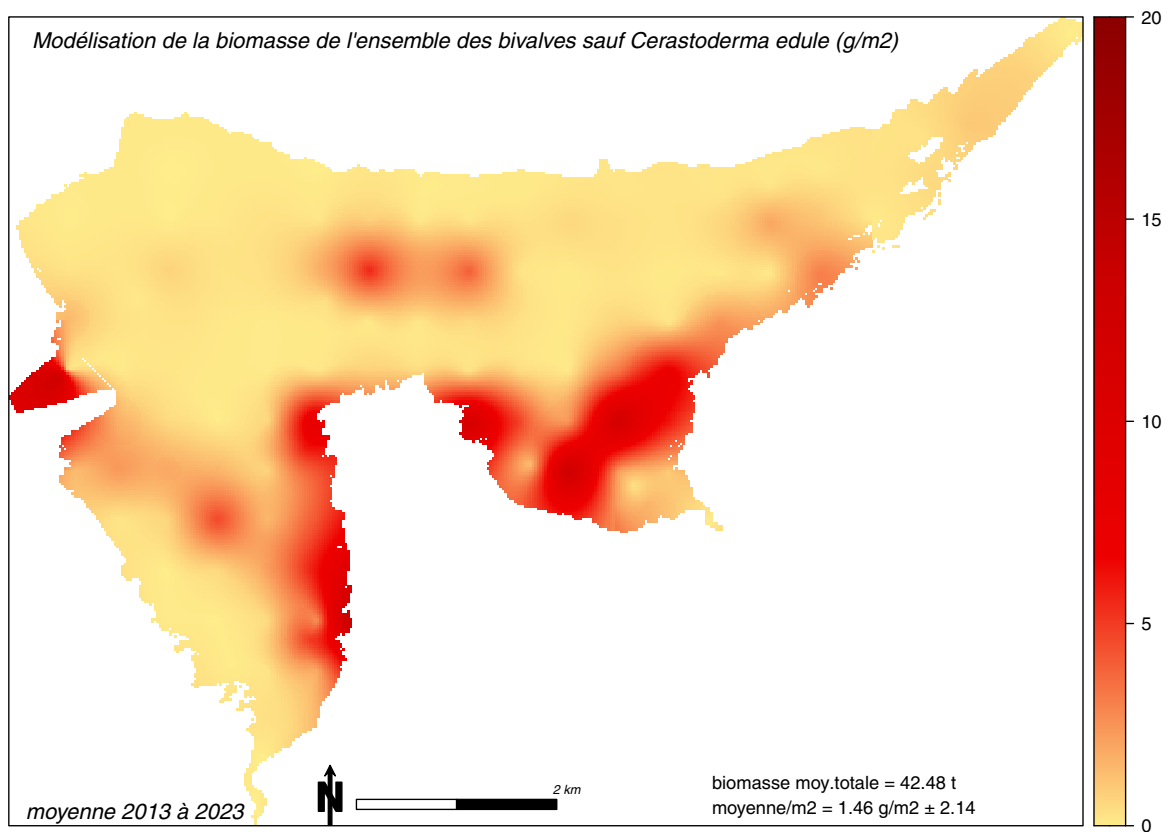 Modélisation de la biomasse de l'ensemble des bivalves sauf Cerastoderma edule (g/m2)
20
15
10
5
0
N
2 km
biomasse moy.totale = 42.48 t
moyenne/m2 = 1.46 g/m2 ± 2.14
moyenne 2013 à 2023